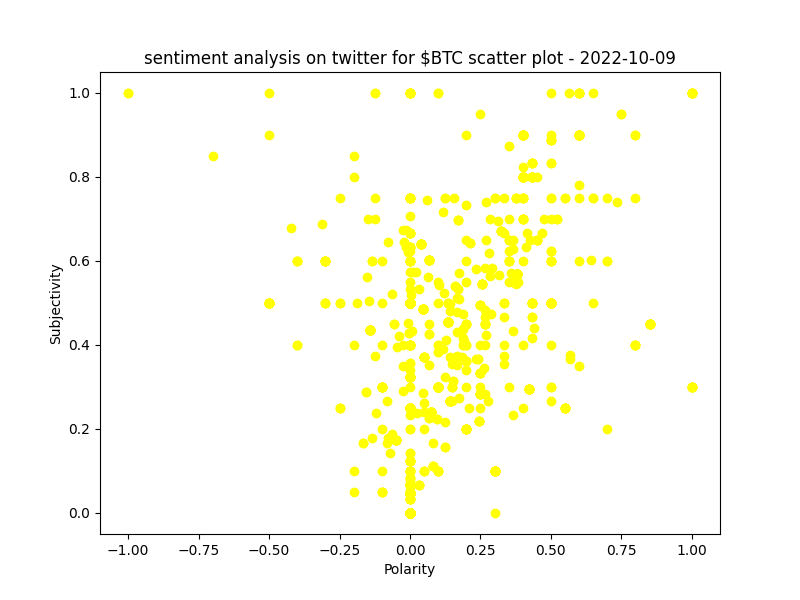 sentiment analysis on twitter for $BTC scatter plot - 2022-10-09
1.0
0.8
0.6
0.4
0.2
0.0
Subjectivity
−1.00 −0.75 −0.50 −0.25 0.00 0.25 0.50 0.75 1.00
Polarity